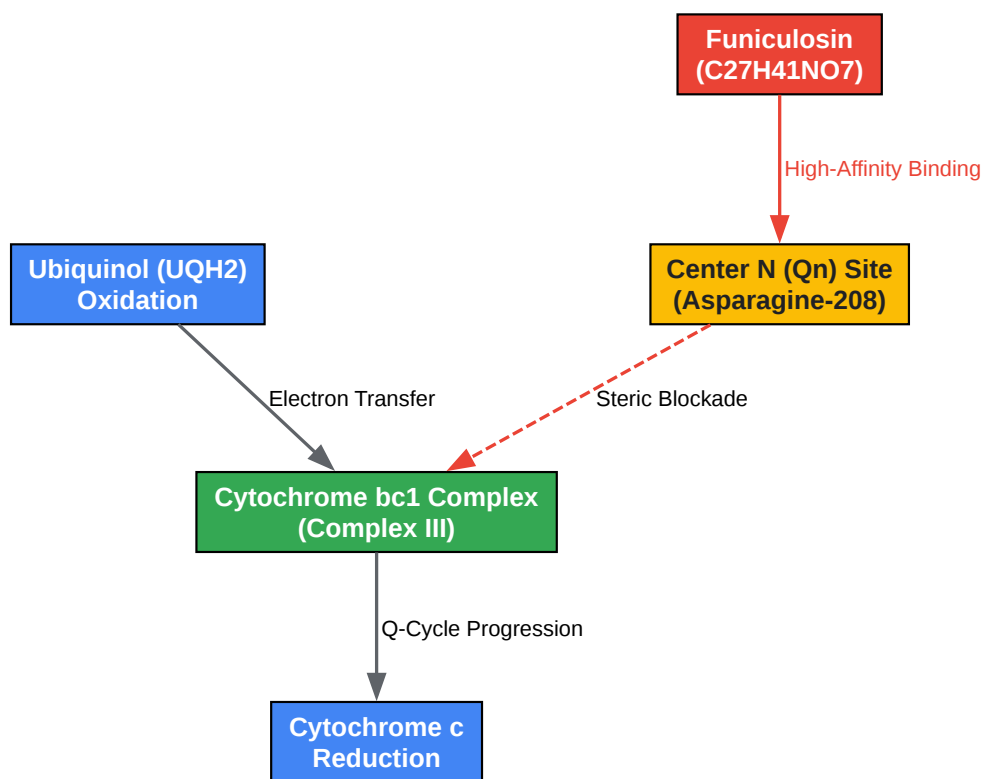 Funiculosin
(C27H41NO7)
High-Affinity Binding
Ubiquinol (UQH2)
Oxidation
Center N (Qn) Site
(Asparagine-208)
Electron Transfer
Steric Blockade
Cytochrome bc1 Complex
(Complex III)
Q-Cycle Progression
Cytochrome c
Reduction